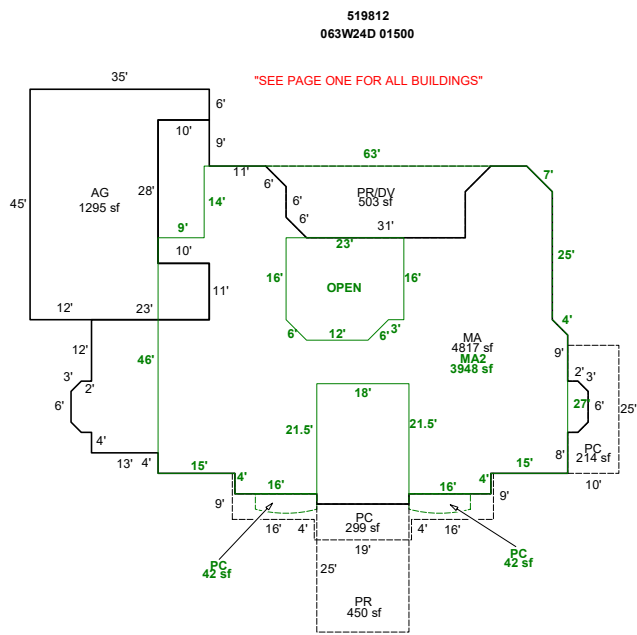 519812
063W24D 01500
"SEE PAGE ONE FOR ALL BUILDINGS"
35'
6'
10'
9'
63'
11'
6'
7'
AG
1295 sf
28'
45'
14'
6'
PR/DV
503 sf
6'
9'
31'
23'
10'
25'
16'
OPEN
16'
11'
12'
23'
4'
6'
12'
6'
3'
MA
4817 sf
MA2
3948 sf
9'
12'
46'
3'
2'
2'
3'
18'
6'
27'
6'
25'
21.5'
21.5'
4'
PC
214 sf
13'
4'
15'
4'
15'
8'
4'
16'
16'
10'
9'
9'
PC
299 sf
16'
4'
4'
16'
19'
PC
42 sf
PC
42 sf
25'
PR
450 sf